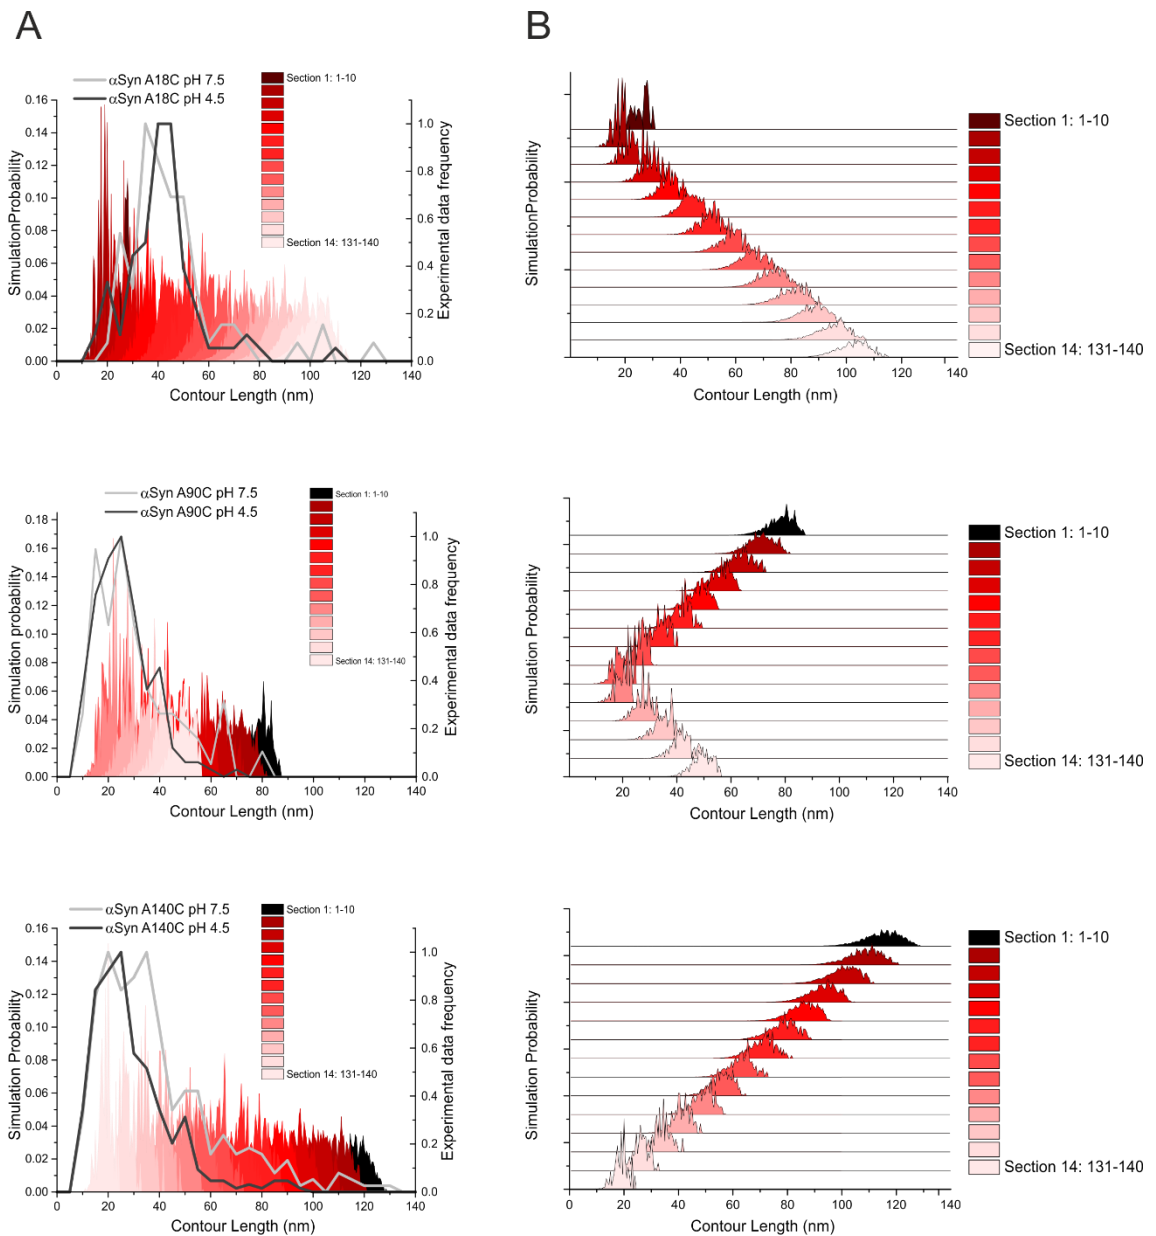 A
B
αSyn A18C pH 7.5
αSyn A18C pH 4.5
Section 1: 1-10
Section 14: 131-140
0.16
0.14
0.12
0.10
0.08
0.06
0.04
0.02
0.00
1.0
0.8
0.6
0.4
0.2
0.0
SimulationProbability
Experimental data frequency
0 20 40 60 80 100 120 140
Contour Length (nm)
Section 1: 1-10
Section 14: 131-140
SimulationProbability
20 40 60 80 100 120 140
Contour Length (nm)
αSyn A90C pH 7.5
αSyn A90C pH 4.5
Section 1: 1-10
Section 14: 131-140
0.18
0.16
0.14
0.12
0.10
0.08
0.06
0.04
0.02
0.00
1.0
0.8
0.6
0.4
0.2
0.0
Simulation probability
Experimental data frequency
0 20 40 60 80 100 120 140
Contour Length (nm)
Section 1: 1-10
Section 14: 131-140
Simulation Probability
20 40 60 80 100 120 140
Contour Length (nm)
αSyn A140C pH 7.5
αSyn A140C pH 4.5
Section 1: 1-10
Section 14: 131-140
0.16
0.14
0.12
0.10
0.08
0.06
0.04
0.02
0.00
1.0
0.8
0.6
0.4
0.2
0.0
Simulation Probability
Experimental data frequency
0 20 40 60 80 100 120 140
Contour Length (nm)
Section 1: 1-10
Section 14: 131-140
Simulation Probability
0 20 40 60 80 100 120 140
Contour Length (nm)